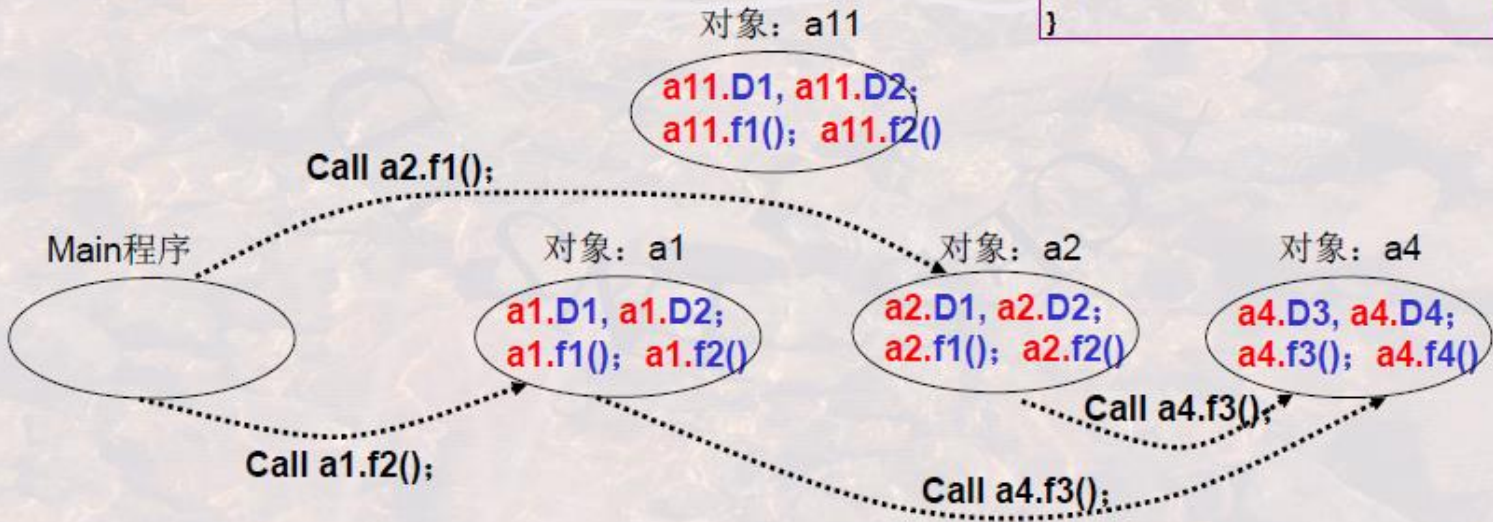 }
对象：a11
a11.D1, a11.D2;
a11.f1(); a11.f2()
Call a2.f1();
Main程序
对象：a1
对象：a2
对象：a4
a1.D1, a1.D2;
a1.f1(); a1.f2()
a2.D1, a2.D2;
a2.f1(); a2.f2()
a4.D3, a4.D4;
a4.f3(); a4.f4()
Call a4.f3();
Call a1.f2();
Call a4.f3();